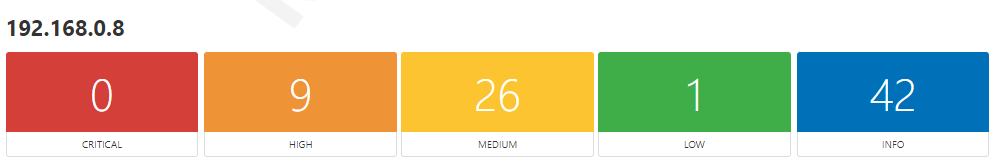 192.168.0.8
0 9 26 1 42
CRITICAL HIGH MEDIUM LOW INFO